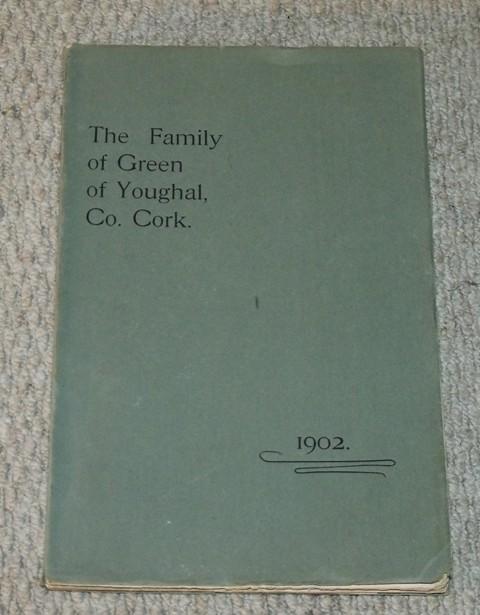 The Family
of Green
of Youghal,
Co. Cork.
1902.